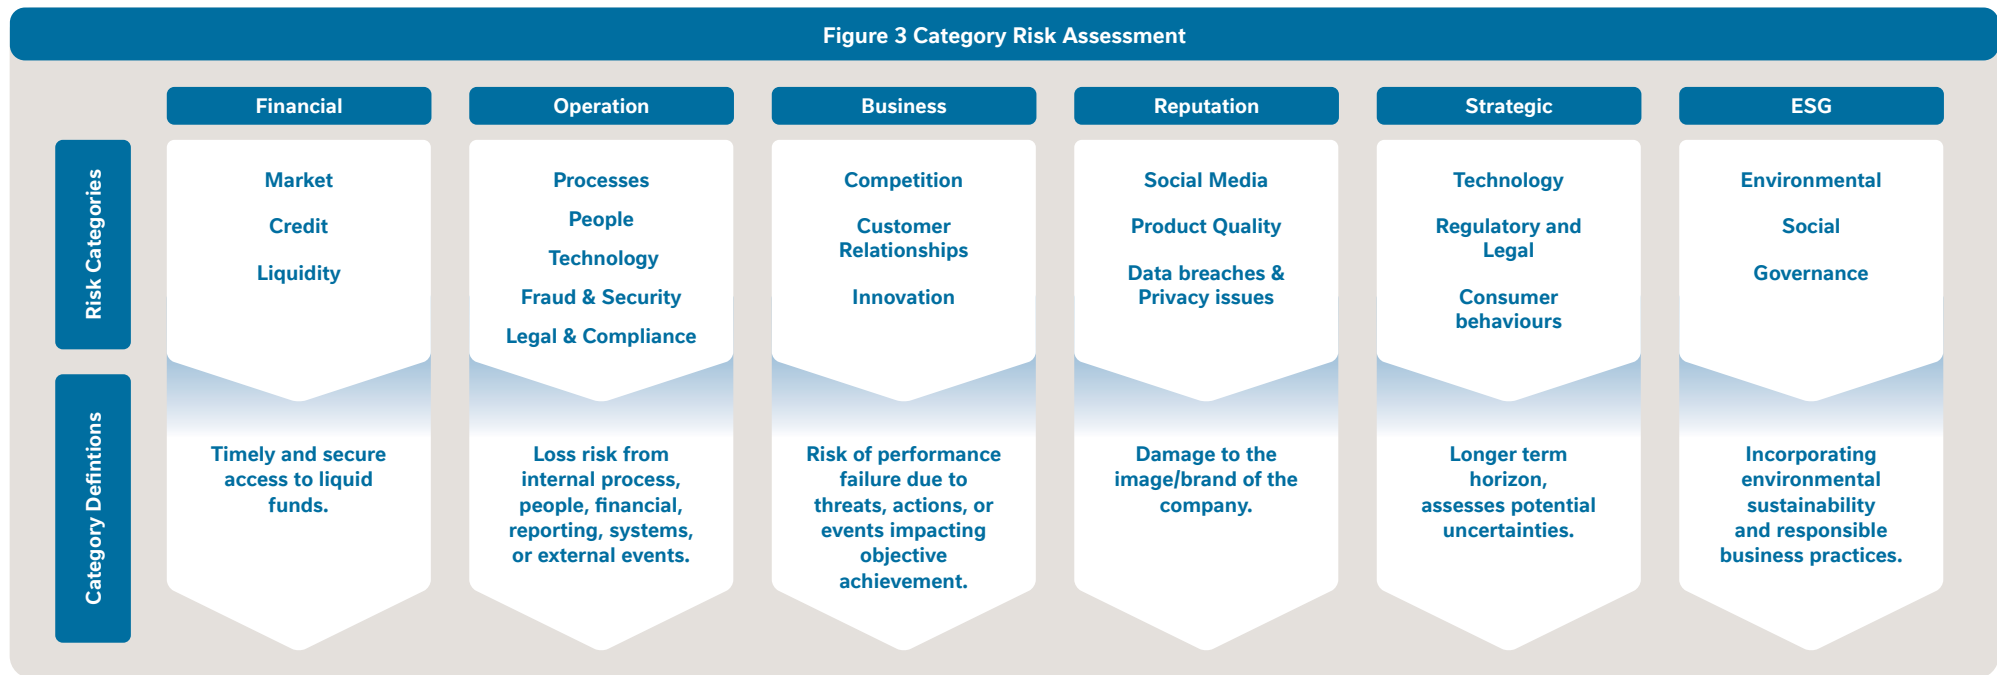 Figure 3 Category Risk Assessment
Financial
Operation
Business
Reputation
Strategic
ESG
Risk Categories
Market
Credit
Liquidity
Processes
People
Technology
Fraud & Security
Legal & Compliance
Competition
Customer
Relationships
Innovation
Social Media
Product Quality
Data breaches &
Privacy issues
Technology
Regulatory and
Legal
Consumer
behaviours
Environmental
Social
Governance
Category Defintions
Timely and secure
access to liquid
funds.
Loss risk from
internal process,
people, financial,
reporting, systems,
or external events.
Risk of performance
failure due to
threats, actions, or
events impacting
objective
achievement.
Damage to the
image/brand of the
company.
Longer term
horizon,
assesses potential
uncertainties.
Incorporating
environmental
sustainability
and responsible
business practices.